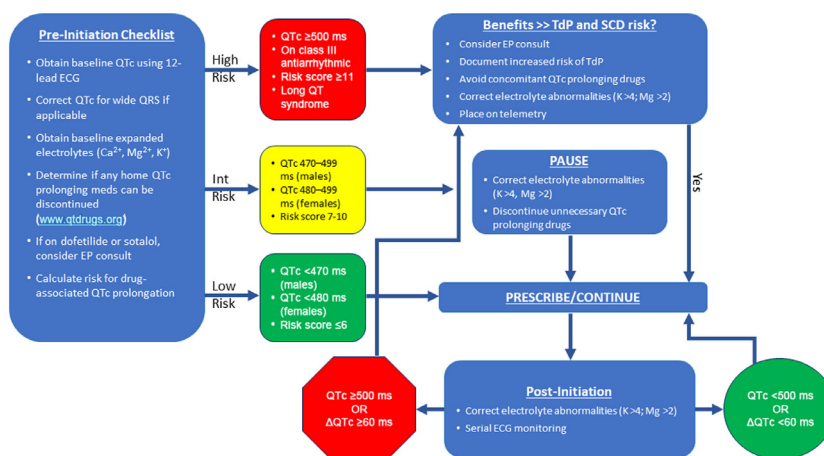 Pre-Initiation Checklist
• Obtain baseline QTc using 12-
lead ECG
• Correct QTc for wide QRS if
applicable
• Obtain baseline expanded
electrolytes (Ca²⁺, Mg²⁺, K⁺)
• Determine if any home QTc
prolonging meds can be
discontinued
(www.qtdrugs.org)
• If on dofetilide or sotalol,
consider EP consult
• Calculate risk for drug-
associated QTc prolongation
High
Risk
• QTc ≥500 ms
• On class III
antiarrhythmic
• Risk score ≥11
• Long QT
syndrome
Benefits >> TdP and SCD risk?
• Consider EP consult
• Document increased risk of TdP
• Avoid concomitant QTc prolonging drugs
• Correct electrolyte abnormalities (K>4; Mg >2)
• Place on telemetry
Int
Risk
• QTc 470–499
ms (males)
• QTc 480–499
ms (females)
• Risk score 7-10
PAUSE
• Correct electrolyte abnormalities
(K >4, Mg >2)
• Discontinue unnecessary QTc
prolonging drugs
Yes
Low
Risk
• QTc <470 ms
(males)
• QTc <480 ms
(females)
• Risk score ≤6
PRESCRIBE/CONTINUE
QTc ≥500 ms
OR
ΔQTc ≥60 ms
Post-Initiation
• Correct electrolyte abnormalities (K >4; Mg >2)
• Serial ECG monitoring
QTc <500 ms
OR
ΔQTc <60 ms